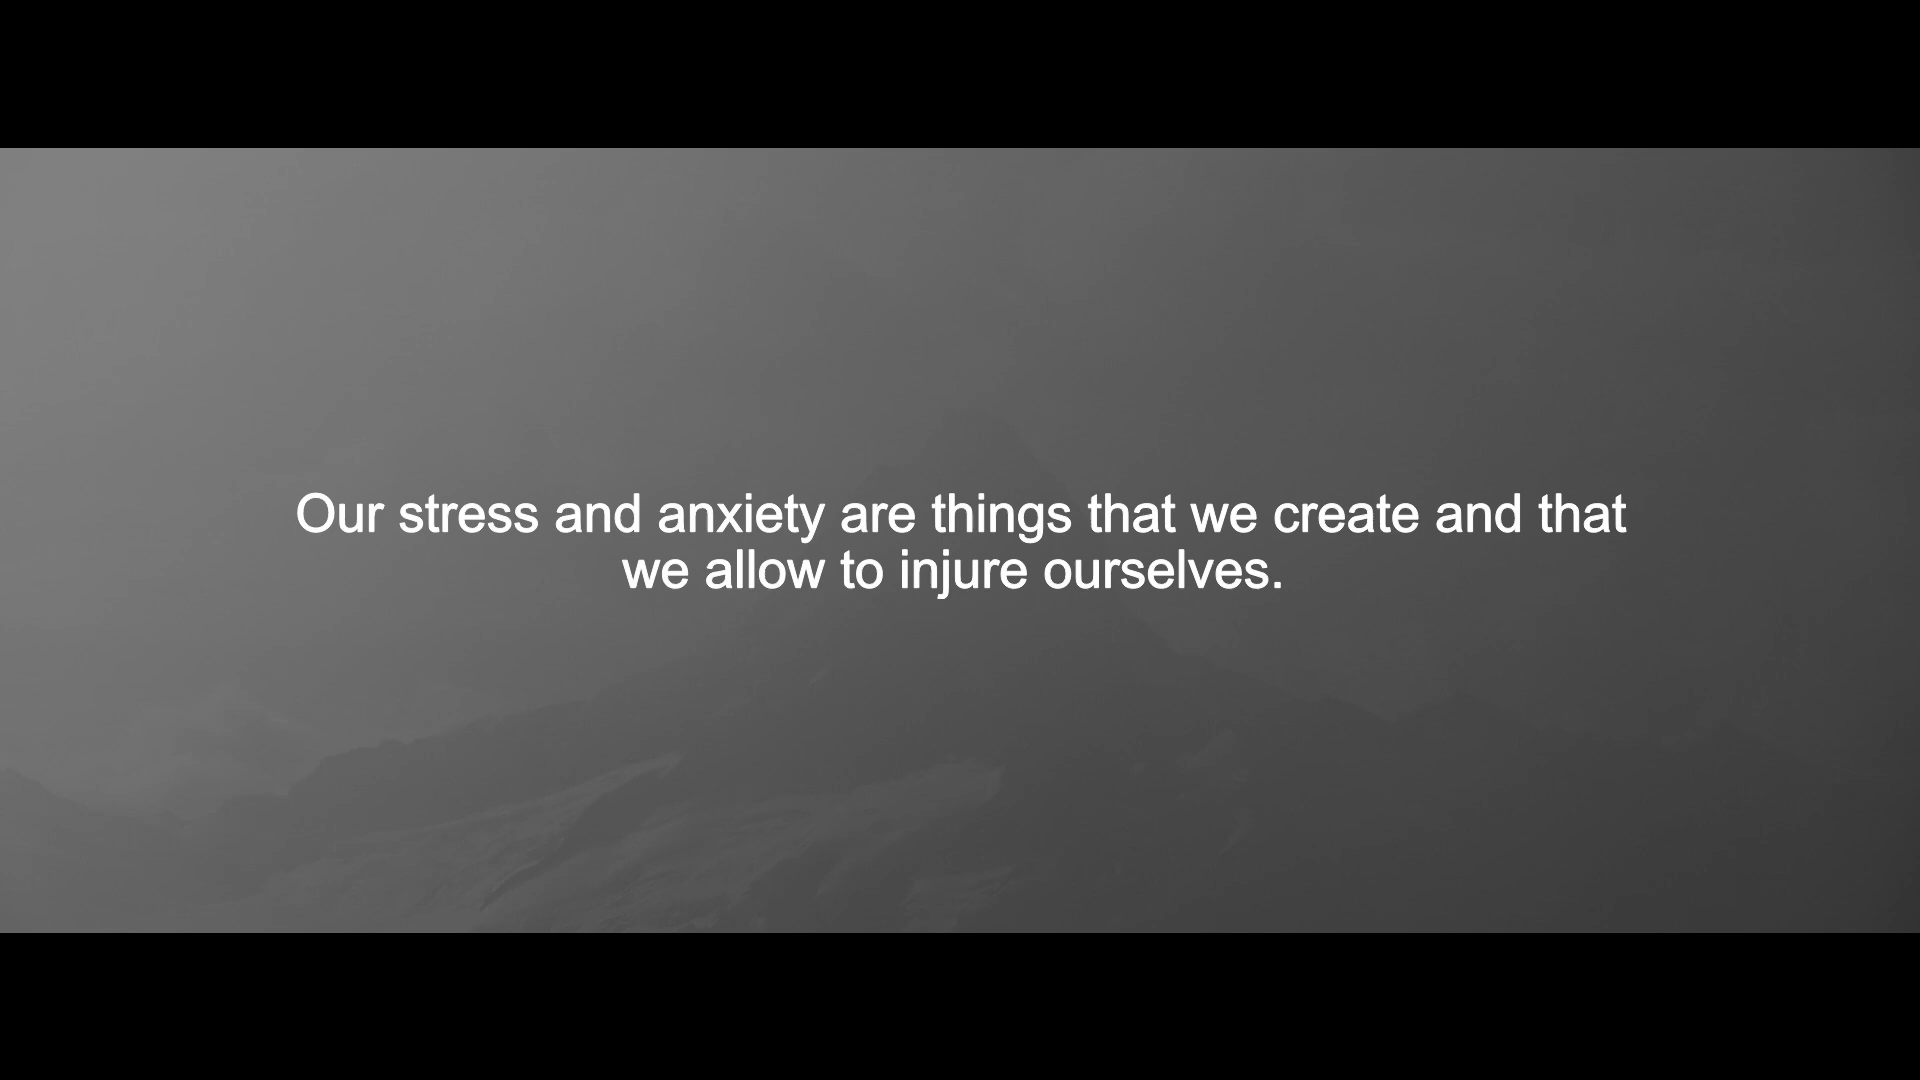 Our stress and anxiety are things that we create and that
we allow to injure ourselves.